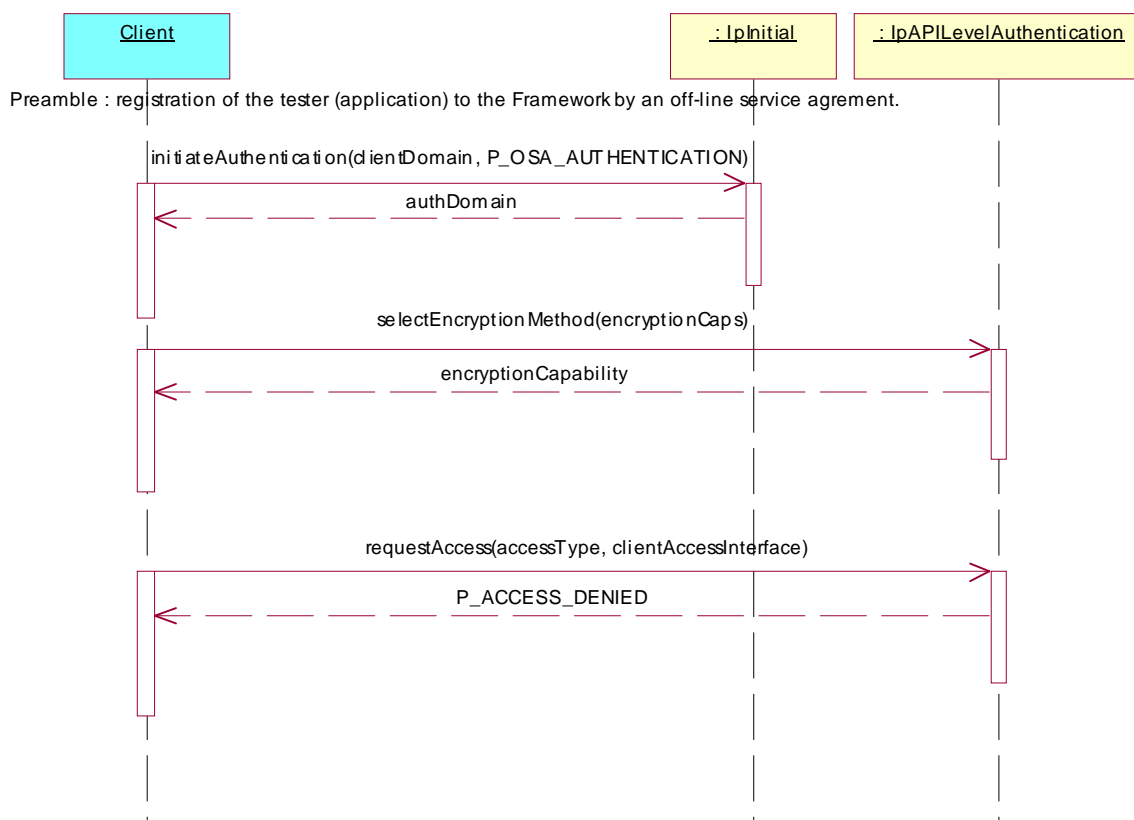 Client
: IpInitial
: IpAPILevelAuthentication
Preamble : registration of the tester (application) to the Framework by an off-line service agrement.
initiateAuthentication(clientDomain, P_OSA_AUTHENTICATION)
authDomain
selectEncryptionMethod(encryptionCaps)
encryptionCapability
requestAccess(accessType, clientAccessInterface)
P_ACCESS_DENIED